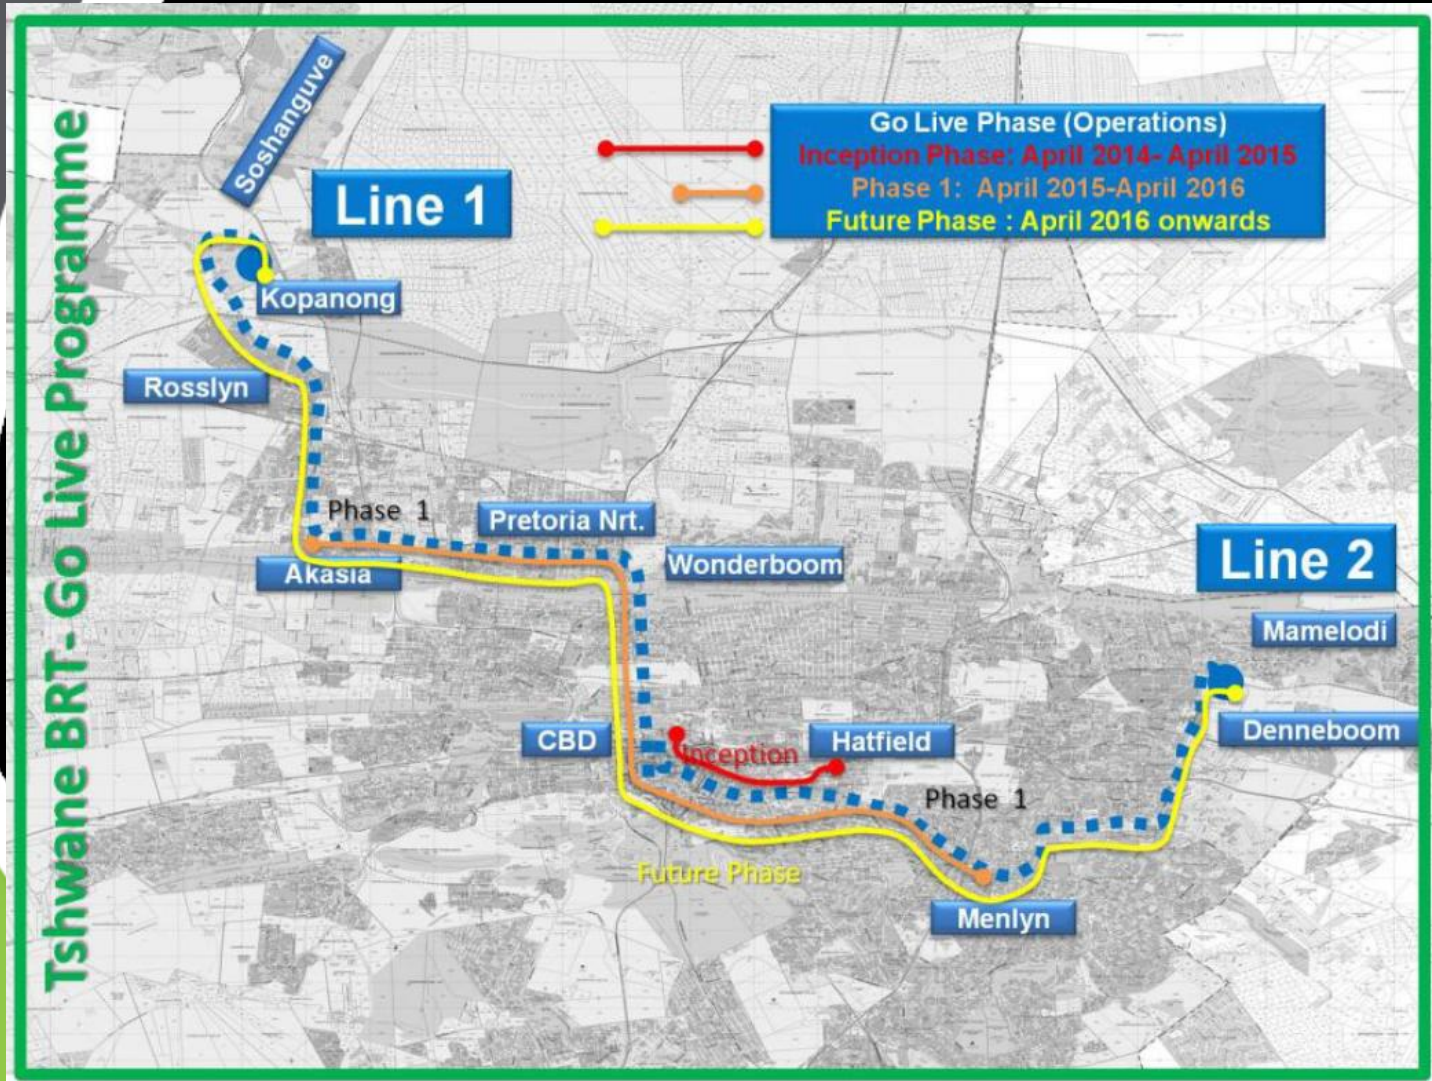 Tshwane BRT-Go Live Programme
Soshanguve
Line 1
Go Live Phase (Operations)
Inception Phase: April 2014- April 2015
Phase 1: April 2015-April 2016
Future Phase : April 2016 onwards
Kopanong
Rosslyn
Phase 1
Pretoria Nrt.
Wonderboom
Akasia
Line 2
Mamelodi
Denneboom
CBD
Inception
Hatfield
Phase 1
Future Phase
Menlyn